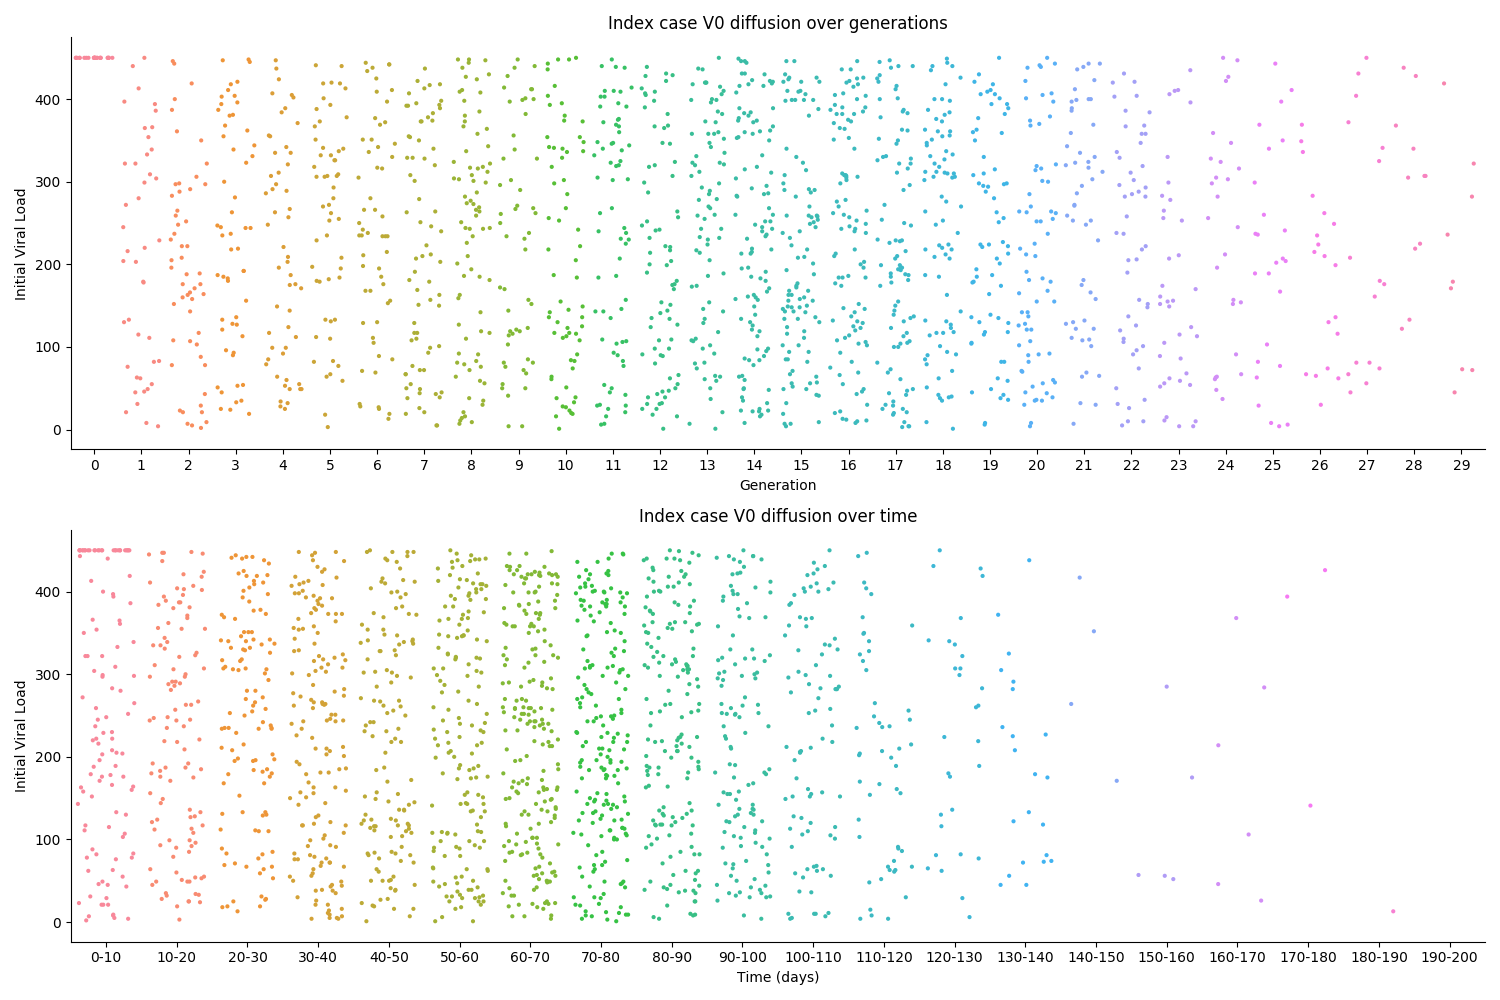 Index case V0 diffusion over generations
Initial Viral Load
400
300
200
100
0
0 1 2 3 4 5 6 7 8 9 10 11 12 13 14 15 16 17 18 19 20 21 22 23 24 25 26 27 28 29
Generation
Index case V0 diffusion over time
Initial Viral Load
400
300
200
100
0
0-10 10-20 20-30 30-40 40-50 50-60 60-70 70-80 80-90 90-100 100-110 110-120 120-130 130-140 140-150 150-160 160-170 170-180 180-190 190-200
Time (days)